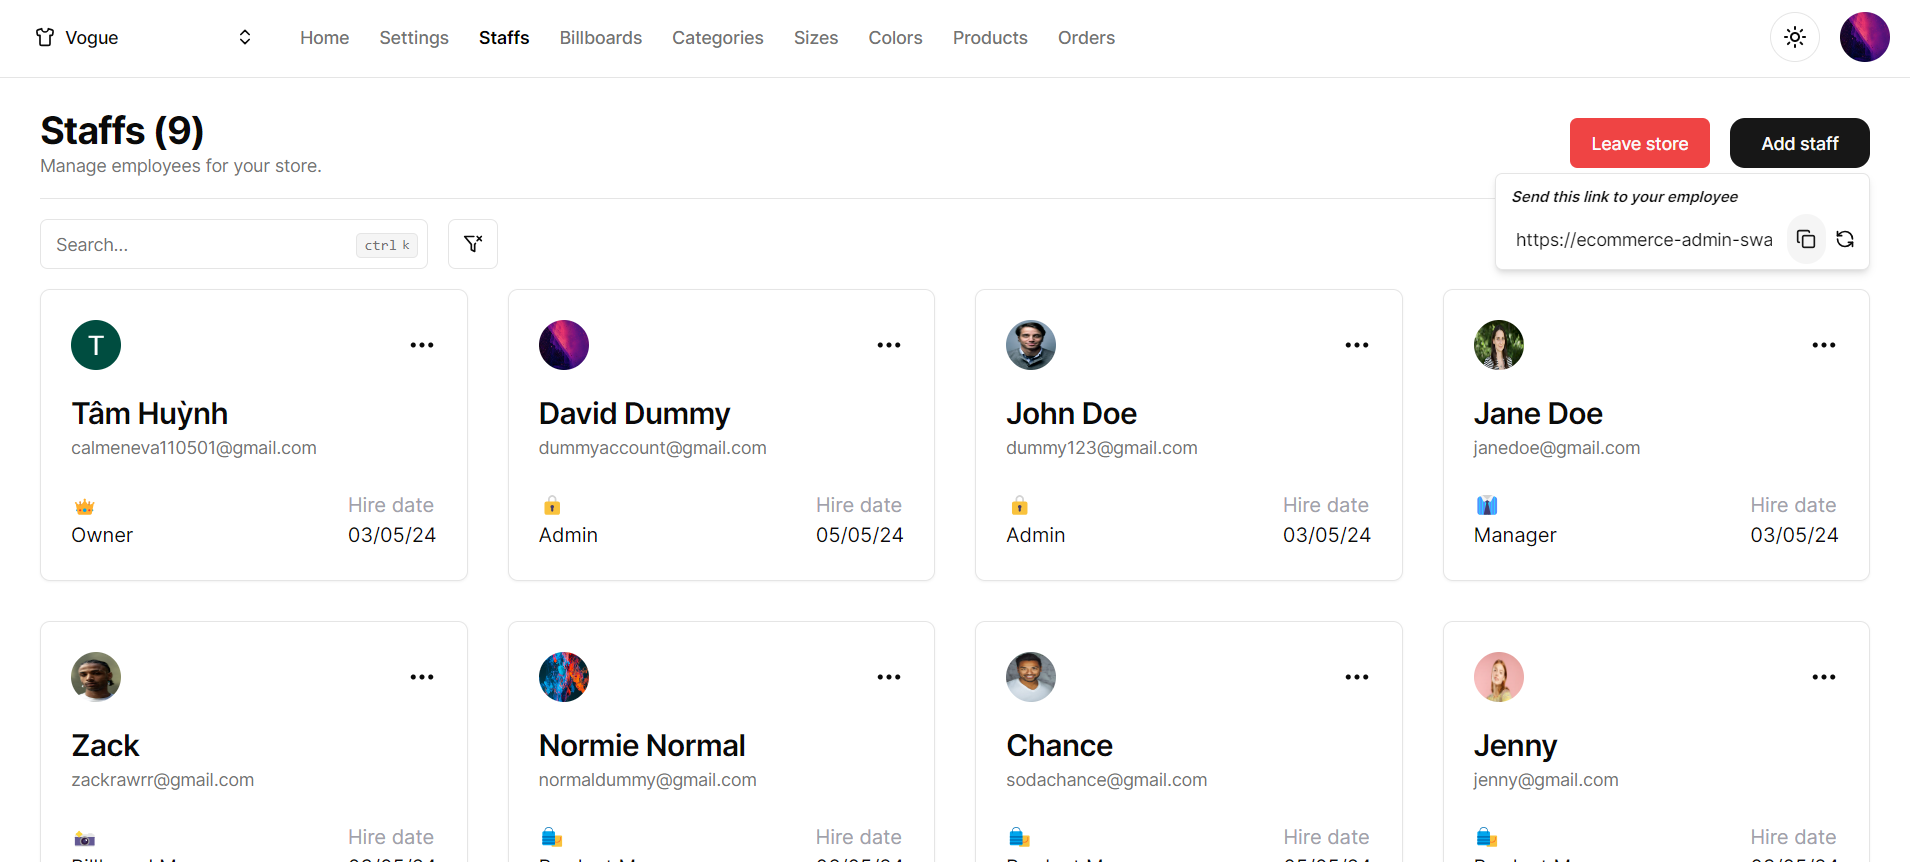 Vogue
Home Settings Staffs Billboards Categories Sizes Colors Products Orders
Staffs (9)
Manage employees for your store.
Leave store
Add staff
Send this link to your employee
https://ecommerce-admin-swa
Search...
ctrl k
T
Tâm Huỳnh
calmeneva110501@gmail.com
Hire date
Owner 03/05/24
David Dummy
dummyaccount@gmail.com
Hire date
Admin 05/05/24
John Doe
dummy123@gmail.com
Hire date
Admin 03/05/24
Jane Doe
janedoe@gmail.com
Hire date
Manager 03/05/24
Zack
zackrawrr@gmail.com
Hire date
Normie Normal
normaldummy@gmail.com
Hire date
Chance
sodachance@gmail.com
Hire date
Jenny
jenny@gmail.com
Hire date